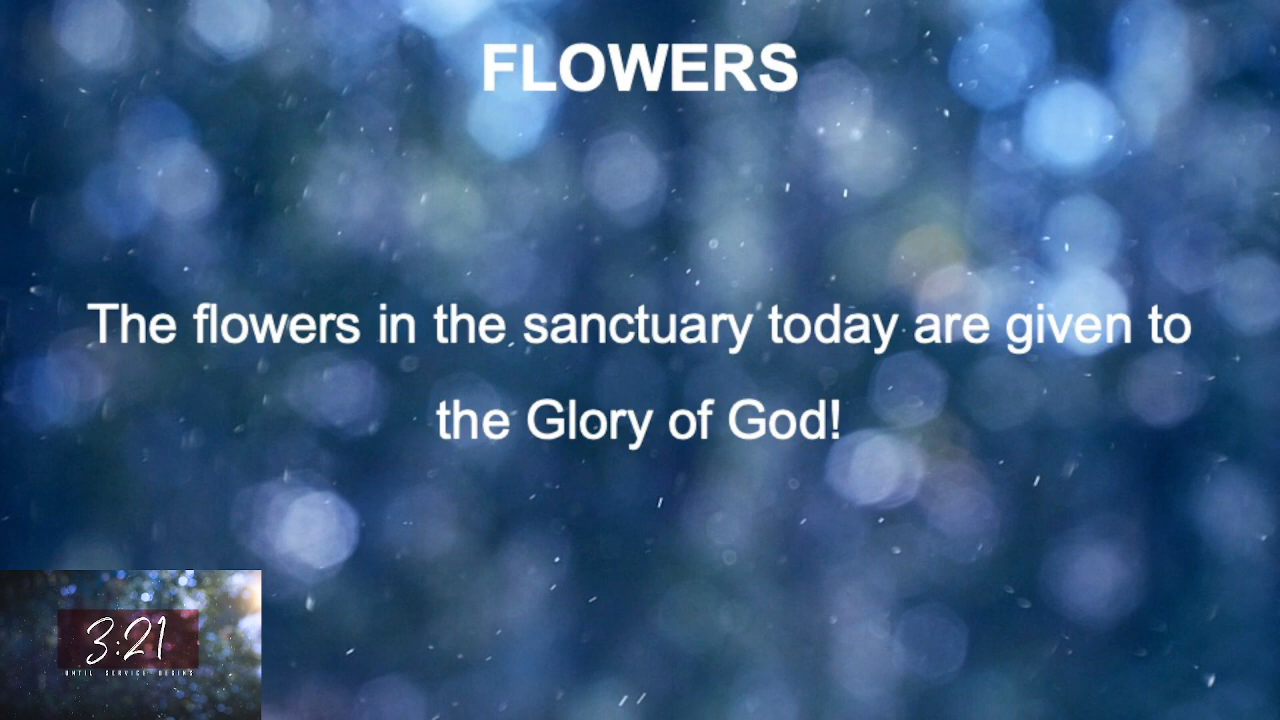 FLOWERS
The flowers in the sanctuary today are given to
the Glory of God!
3:21
UNTIL SERVICE BEGINS